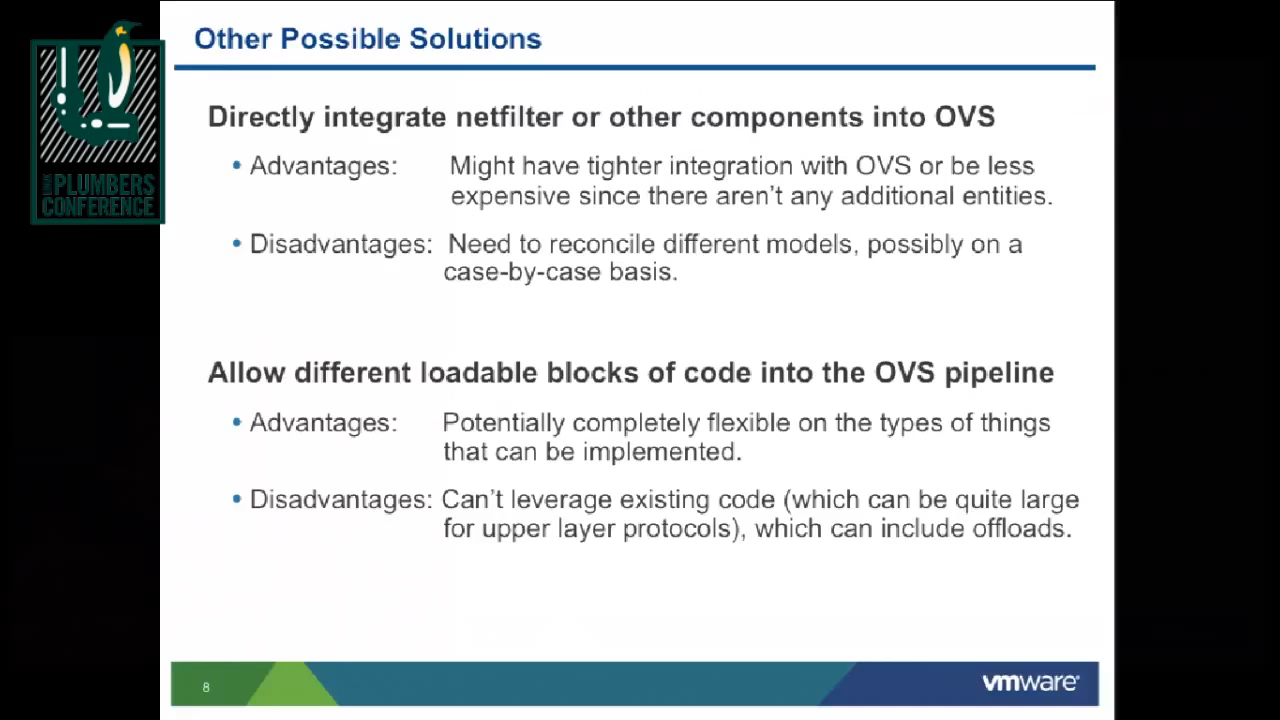 Other Possible Solutions
LINUX
PLUMBERS
CONFERENCE
Directly integrate netfilter or other components into OVS
• Advantages: Might have tighter integration with OVS or be less
expensive since there aren't any additional entities.
• Disadvantages: Need to reconcile different models, possibly on a
case-by-case basis.
Allow different loadable blocks of code into the OVS pipeline
• Advantages: Potentially completely flexible on the types of things
that can be implemented.
• Disadvantages: Can't leverage existing code (which can be quite large
for upper layer protocols), which can include offloads.
8
vmware®